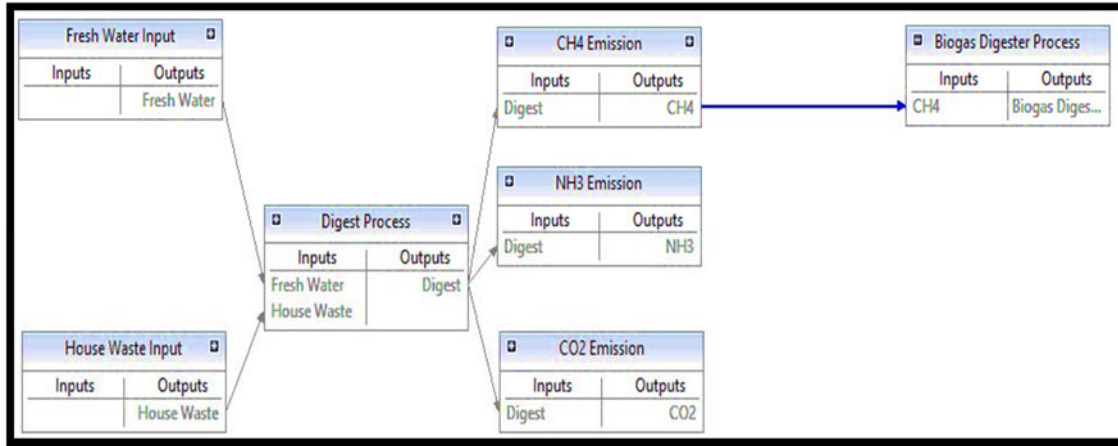 Fresh Water Input
Inputs Outputs
Fresh Water
House Waste Input
Inputs Outputs
House Waste
Digest Process
Inputs Outputs
Fresh Water Digest
House Waste
CH4 Emission
Inputs Outputs
Digest CH4
NH3 Emission
Inputs Outputs
Digest NH3
CO2 Emission
Inputs Outputs
Digest CO2
Biogas Digester Process
Inputs Outputs
CH4 Biogas Diges...